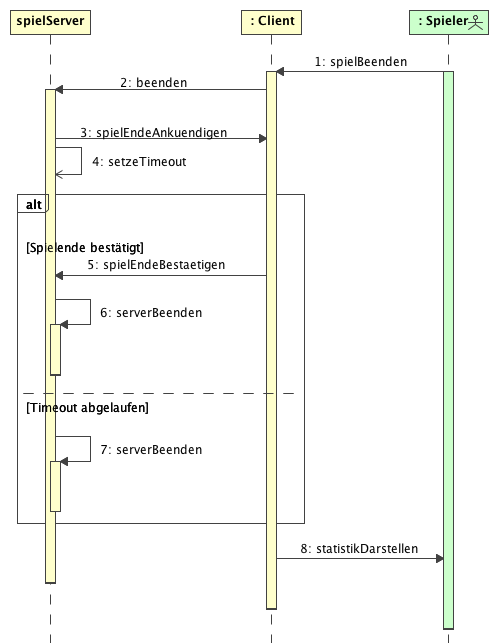 spielServer
: Client
: Spieler
1: spielBeenden
2: beenden
3: spielEndeAnkuendigen
4: setzeTimeout
alt
[Spielende bestätigt]
5: spielEndeBestaetigen
6: serverBeenden
[Timeout abgelaufen]
7: serverBeenden
8: statistikDarstellen